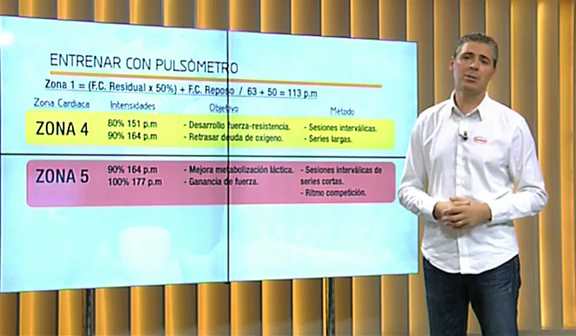 ENTRENAR CON PULSÓMETRO
Zona 1 = (F.C. Residual x 50%) + F.C. Reposo / 63 + 50 = 113 p.m
Zona Cardiaca Intensidades Objetivo Método
ZONA 4
80% 151 p.m
90% 164 p.m
- Desarrollo fuerza-resistencia.
- Retrasar deuda de oxigeno.
- Sesiones interválicas.
- Series largas.
ZONA 5
90% 164 p.m
100% 177 p.m
- Mejora metabolización láctica.
- Ganancia de fuerza.
- Sesiones interválicas de
series cortas.
- Ritmo competición.